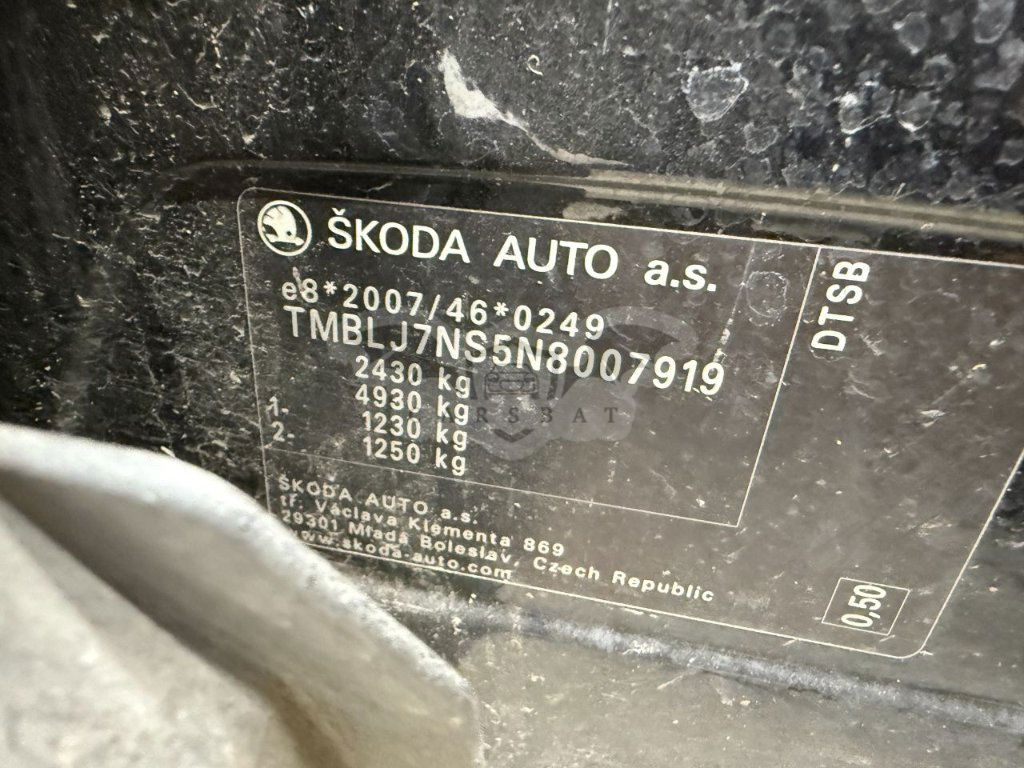 ŠKODA AUTO a.s.
e8*2007/46*0249
TMBLJ7NS5N8007919
2430 kg
4930 kg
1- 1230 kg
2- 1250 kg
ŠKODA AUTO a.s.
tř. Václava Klementa 869
29301 Mladá Boleslav, Czech Republic
www.skoda-auto.com
DTSB
0,50